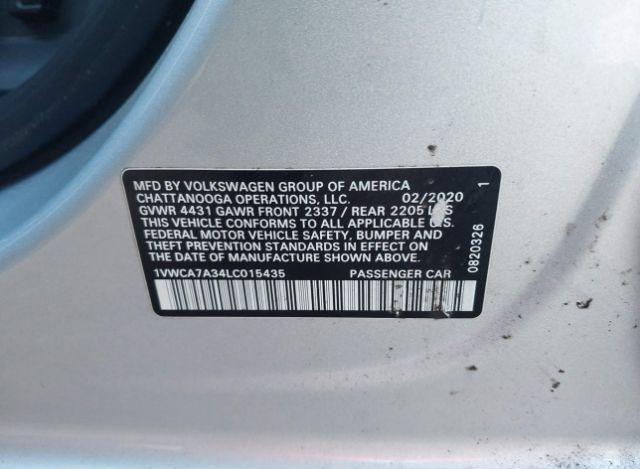 MFD BY VOLKSWAGEN GROUP OF AMERICA
CHATTANOOGA OPERATIONS, LLC. 02/2020 1
GVWR 4431 GAWR FRONT 2337 / REAR 2205
THIS VEHICLE CONFORMS TO ALL APPLICABLE U.S.
FEDERAL MOTOR VEHICLE SAFETY, BUMPER, AND
THEFT PREVENTION STANDARDS IN EFFECT ON
THE DATE OF MANUFACTURE SHOWN ABOVE.
1VWCA7A34LC015435 PASSENGER CAR
0820326